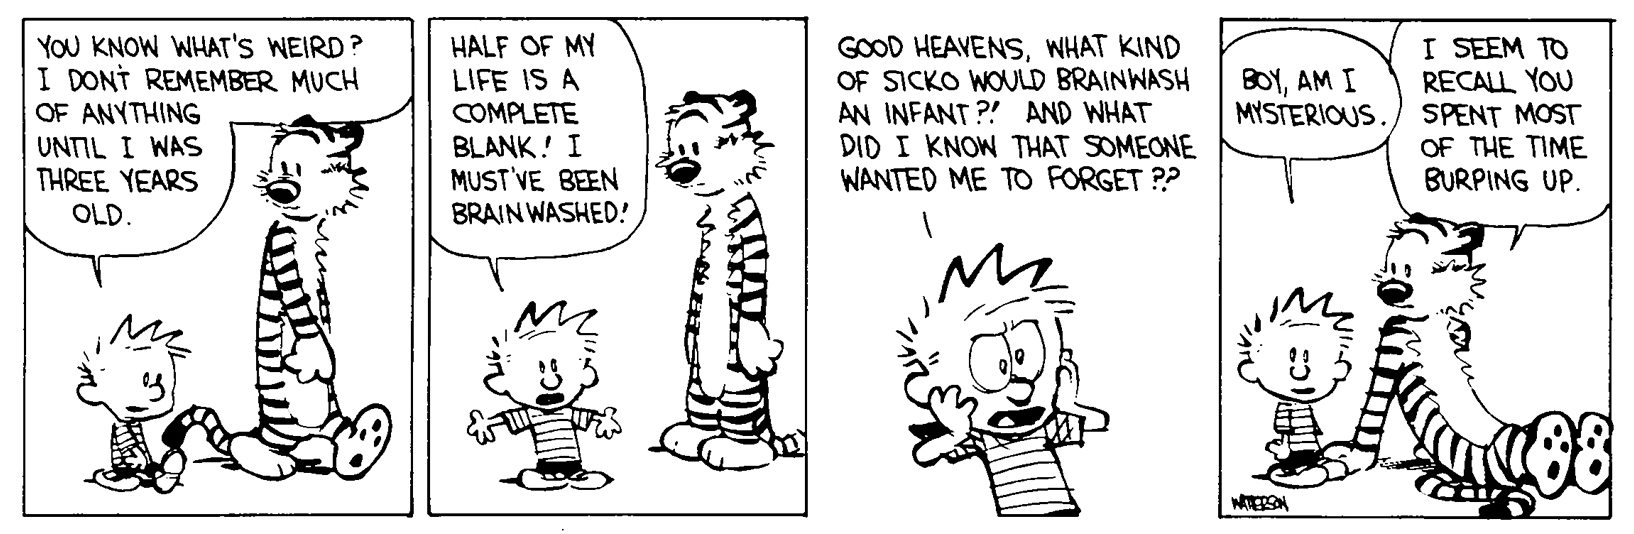 YOU KNOW WHAT'S WEIRD?
I DON'T REMEMBER MUCH
OF ANYTHING
UNTIL I WAS
THREE YEARS
OLD.
HALF OF MY
LIFE IS A
COMPLETE
BLANK! I
MUST'VE BEEN
BRAINWASHED!
GOOD HEAVENS, WHAT KIND
OF SICKO WOULD BRAINWASH
AN INFANT?! AND WHAT
DID I KNOW THAT SOMEONE
WANTED ME TO FORGET??
BOY, AM I
MYSTERIOUS.
I SEEM TO
RECALL YOU
SPENT MOST
OF THE TIME
BURPING UP.
WATTERSON